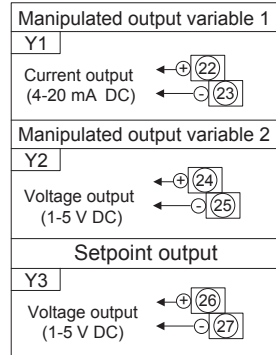 Manipulated output variable 1
Y1
+ 22
Current output
(4-20 mA DC)
- 23
Manipulated output variable 2
Y2
+ 24
Voltage output
(1-5 V DC)
- 25
Setpoint output
Y3
+ 26
Voltage output
(1-5 V DC)
- 27